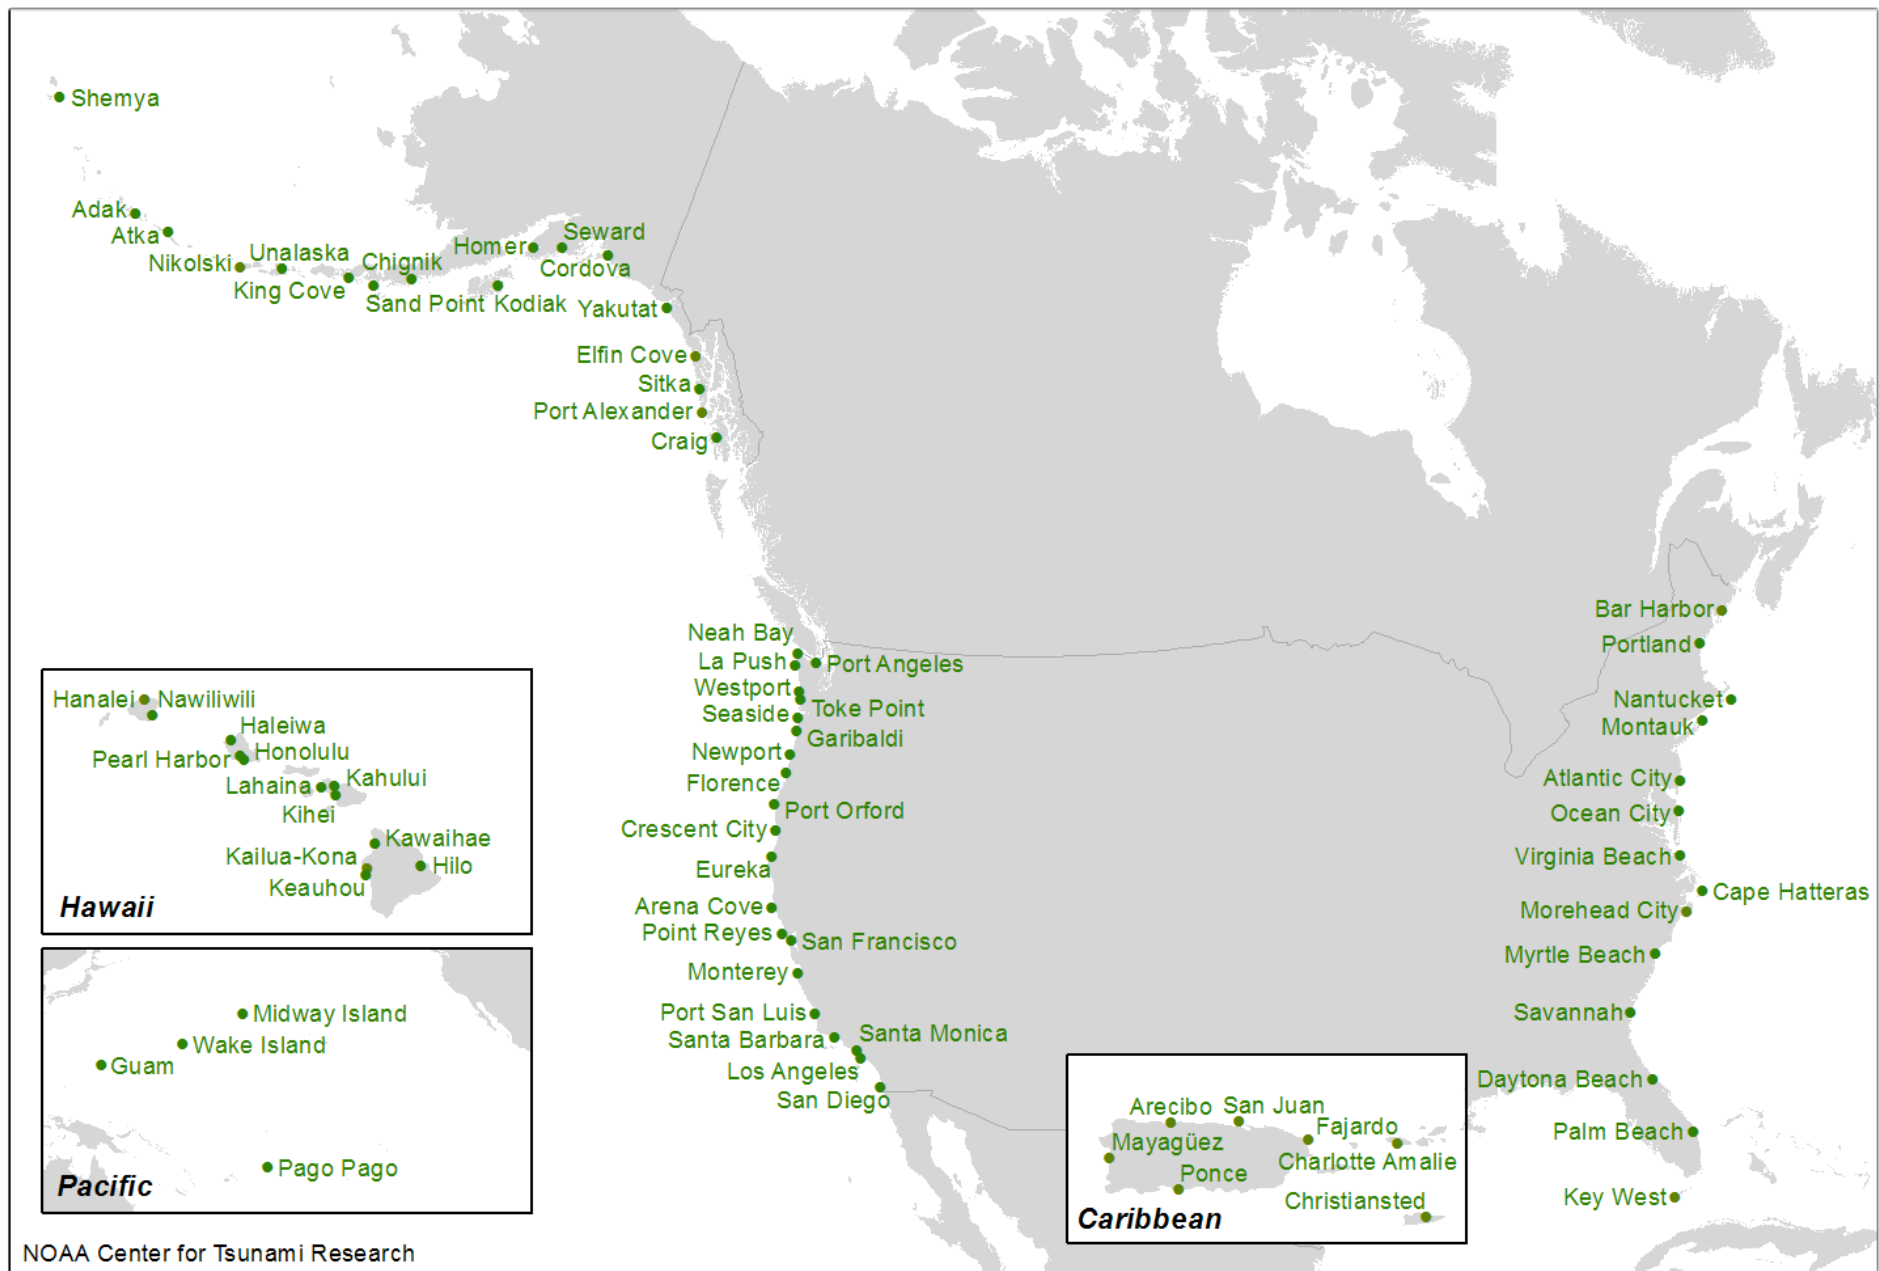 Shemya
Adak
Atka
Nikolski
Unalaska
King Cove
Chignik
Sand Point
Kodiak
Homer
Seward
Cordova
Yakutat
Elfin Cove
Sitka
Port Alexander
Craig
Neah Bay
La Push
Port Angeles
Westport
Toke Point
Seaside
Garibaldi
Newport
Florence
Port Orford
Crescent City
Eureka
Arena Cove
Point Reyes
San Francisco
Monterey
Port San Luis
Santa Barbara
Santa Monica
Los Angeles
San Diego
Bar Harbor
Portland
Nantucket
Montauk
Atlantic City
Ocean City
Virginia Beach
Cape Hatteras
Morehead City
Myrtle Beach
Savannah
Daytona Beach
Palm Beach
Key West
Hanalei
Nawiliwili
Haleiwa
Honolulu
Pearl Harbor
Kahului
Lahaina
Kihei
Kawaihae
Kailua-Kona
Hilo
Keauhou
Hawaii
Midway Island
Wake Island
Guam
Pago Pago
Pacific
Arecibo
San Juan
Fajardo
Mayagüez
Charlotte Amalie
Ponce
Christiansted
Caribbean
NOAA Center for Tsunami Research